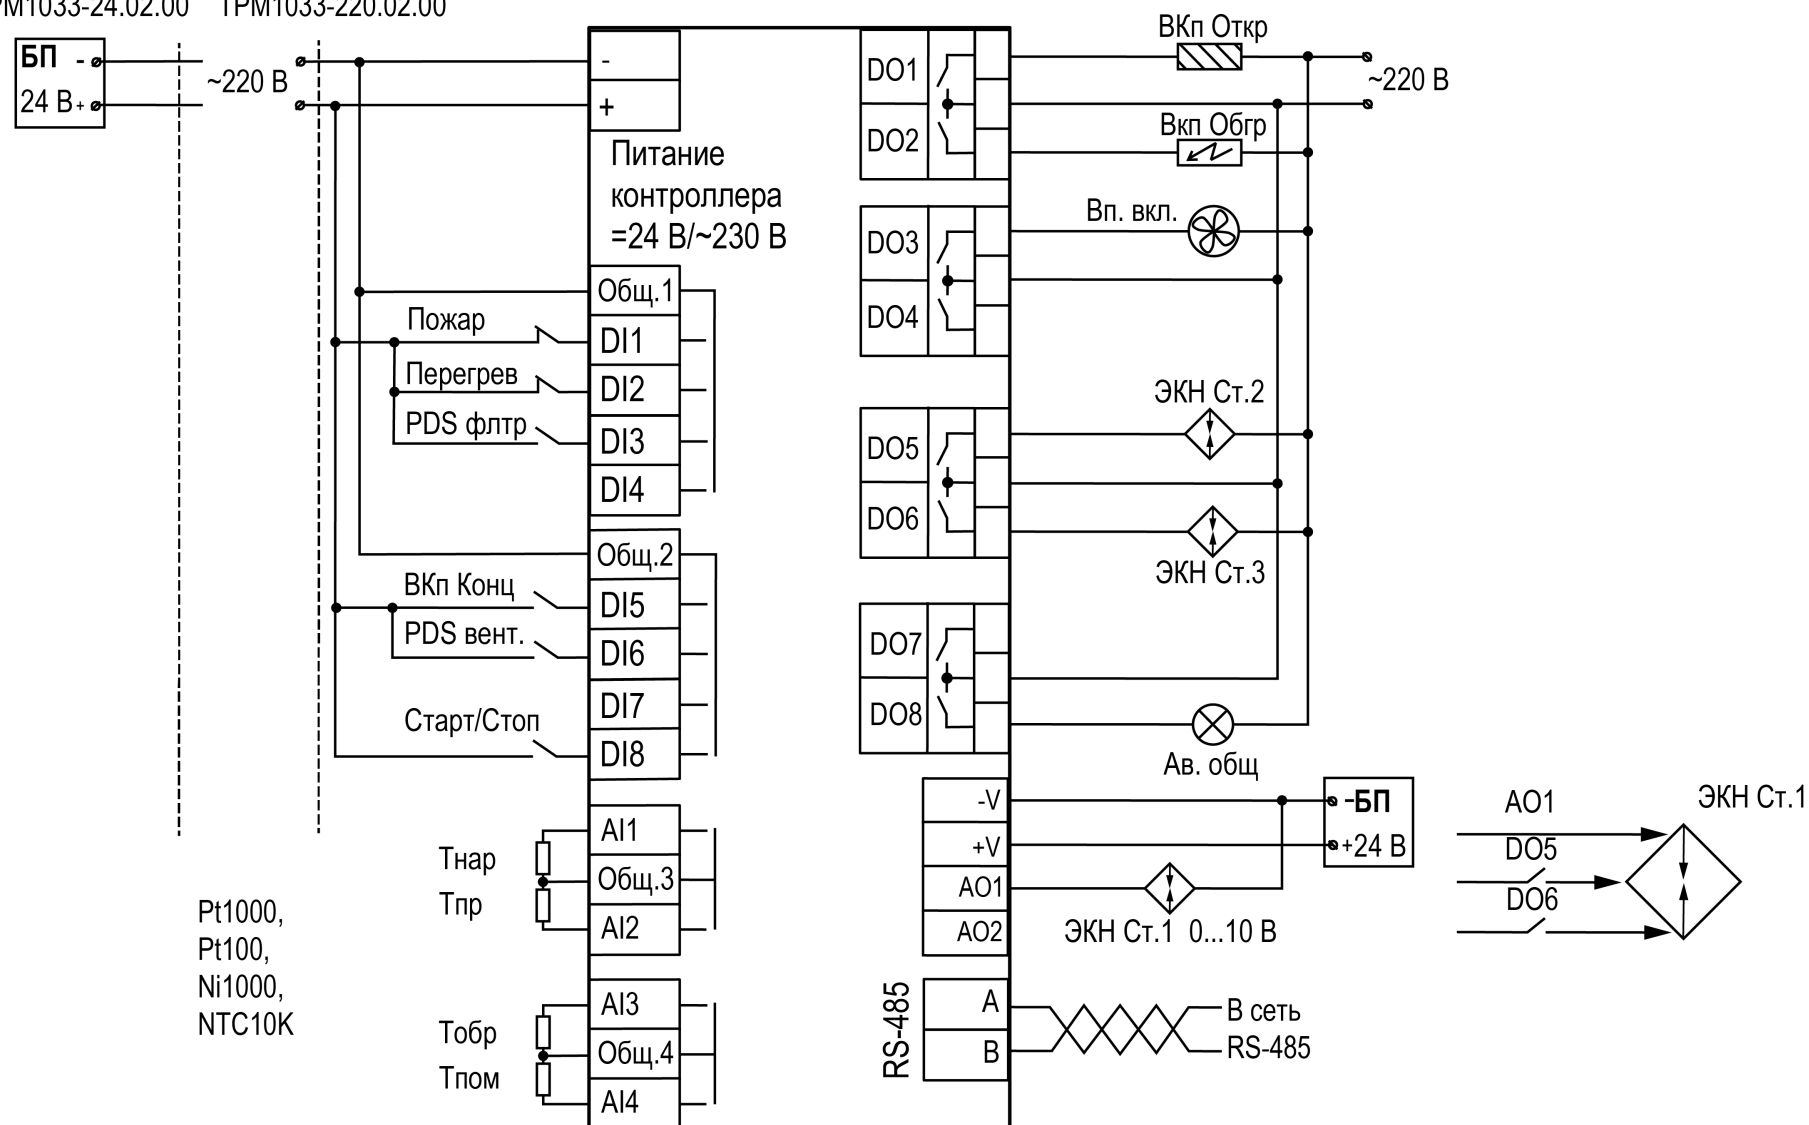 ТРМ1033-220.02.00
БП -
24 В +
~220 В
-
+
Питание
контроллера
=24 В/~230 В
Общ.1
Пожар
DI1
Перегрев
DI2
PDS флтр
DI3
DI4
Общ.2
ВКп Конц
DI5
PDS вент.
DI6
DI7
Старт/Стоп
DI8
AI1
Тнар
Общ.3
Тпр
AI2
Pt1000,
Pt100,
Ni1000,
NTC10K
AI3
Тобр
Общ.4
Тпом
AI4
DO1
DO2
ВКп Откр
~220 В
Вкп Обгр
DO3
DO4
Вп. вкл.
DO5
DO6
ЭКН Ст.2
ЭКН Ст.3
DO7
DO8
Ав. общ
-V
+V
AO1
AO2
-БП
+24 В
ЭКН Ст.1 0...10 В
RS-485
A
B
В сеть
RS-485
AO1
ЭКН Ст.1
DO5
DO6